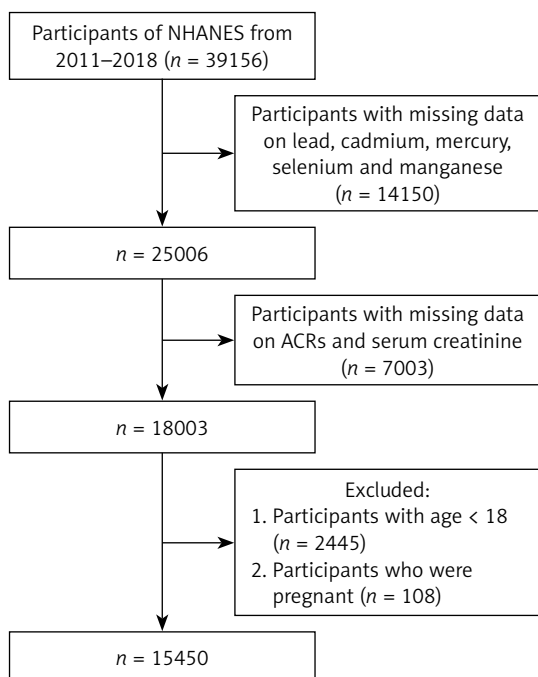 Participants of NHANES from
2011–2018 (n = 39156)
Participants with missing data
on lead, cadmium, mercury,
selenium and manganese
(n = 14150)
n = 25006
Participants with missing data
on ACRs and serum creatinine
(n = 7003)
n = 18003
Excluded:
1. Participants with age < 18
(n = 2445)
2. Participants who were
pregnant (n = 108)
n = 15450